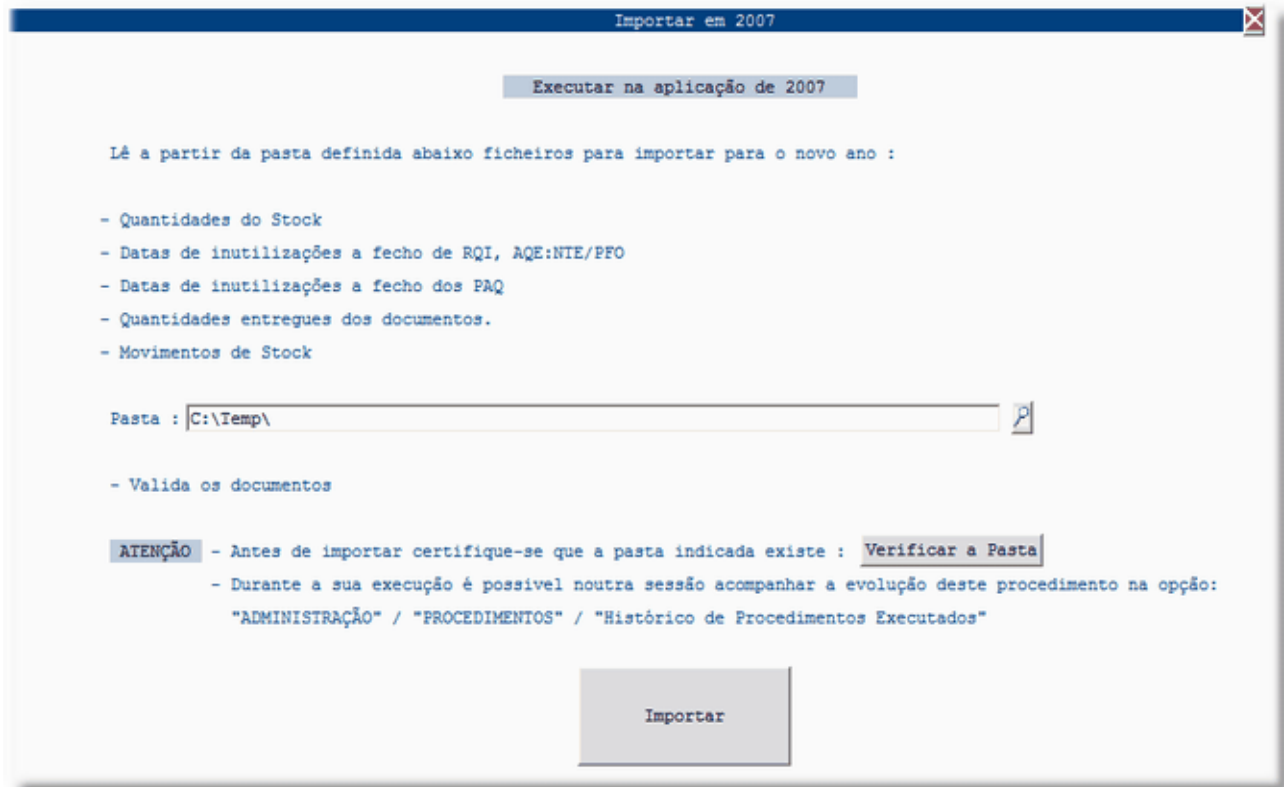 Importar em 2007
Executar na aplicação de 2007
Lê a partir da pasta definida abaixo ficheiros para importar para o novo ano :
- Quantidades do Stock
- Datas de inutilizações a fecho de RQI, AQE:NTE/PFO
- Datas de inutilizações a fecho dos PAQ
- Quantidades entregues dos documentos.
- Movimentos de Stock
Pasta : C:\Temp\
- Valida os documentos
ATENÇÃO - Antes de importar certifique-se que a pasta indicada existe : Verificar a Pasta
- Durante a sua execução é possivel noutra sessão acompanhar a evolução deste procedimento na opção:
"ADMINISTRAÇÃO" / "PROCEDIMENTOS" / "Histórico de Procedimentos Executados"
Importar